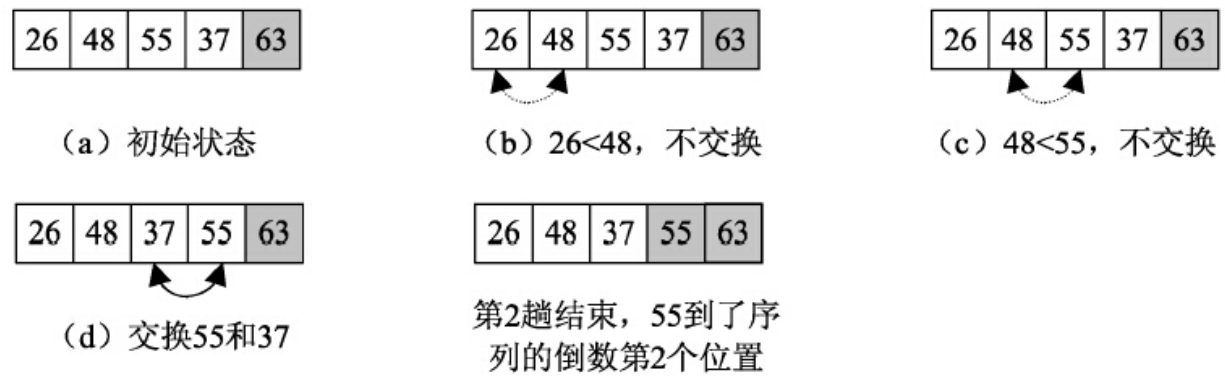 26 48 55 37 63
26 48 55 37 63
26 48 55 37 63
（a）初始状态
（b）26<48，不交换
（c）48<55，不交换
26 48 37 55 63
26 48 37 55 63
（d）交换55和37
第2趟结束，55到了序
列的倒数第2个位置